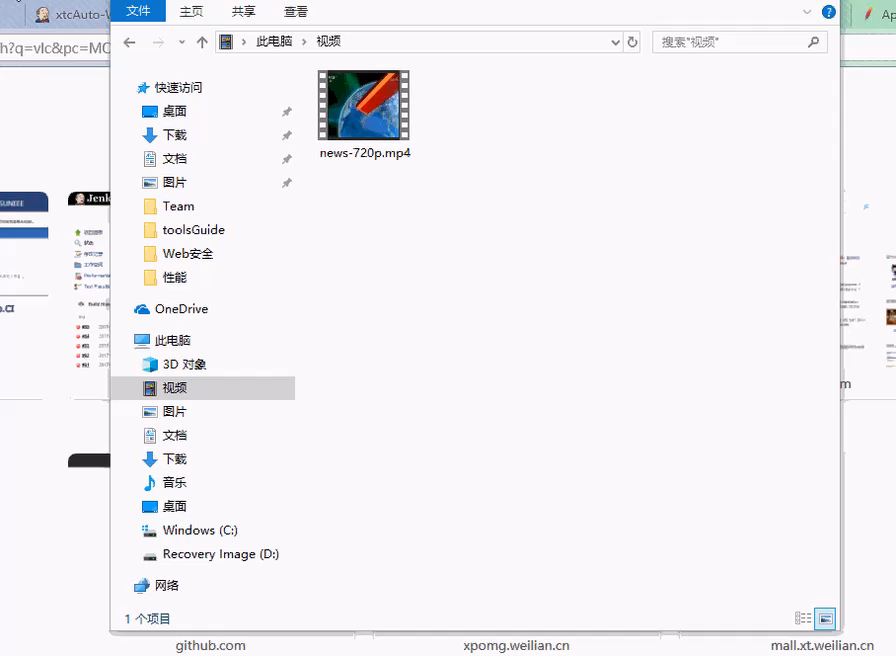 xtcAuto-W
文件 主页 共享 查看
h?q=vlc&pc=MC
此电脑 视频 搜索"视频"
快速访问
桌面
下载
文档
图片
Team
toolsGuide
Web安全
性能
OneDrive
此电脑
3D 对象
视频
图片
文档
下载
音乐
桌面
Windows (C:)
Recovery Image (D:)
网络
news-720p.mp4
1 个项目
Jenk
github.com xpomg.weilian.cn mall.xt.weilian.cn